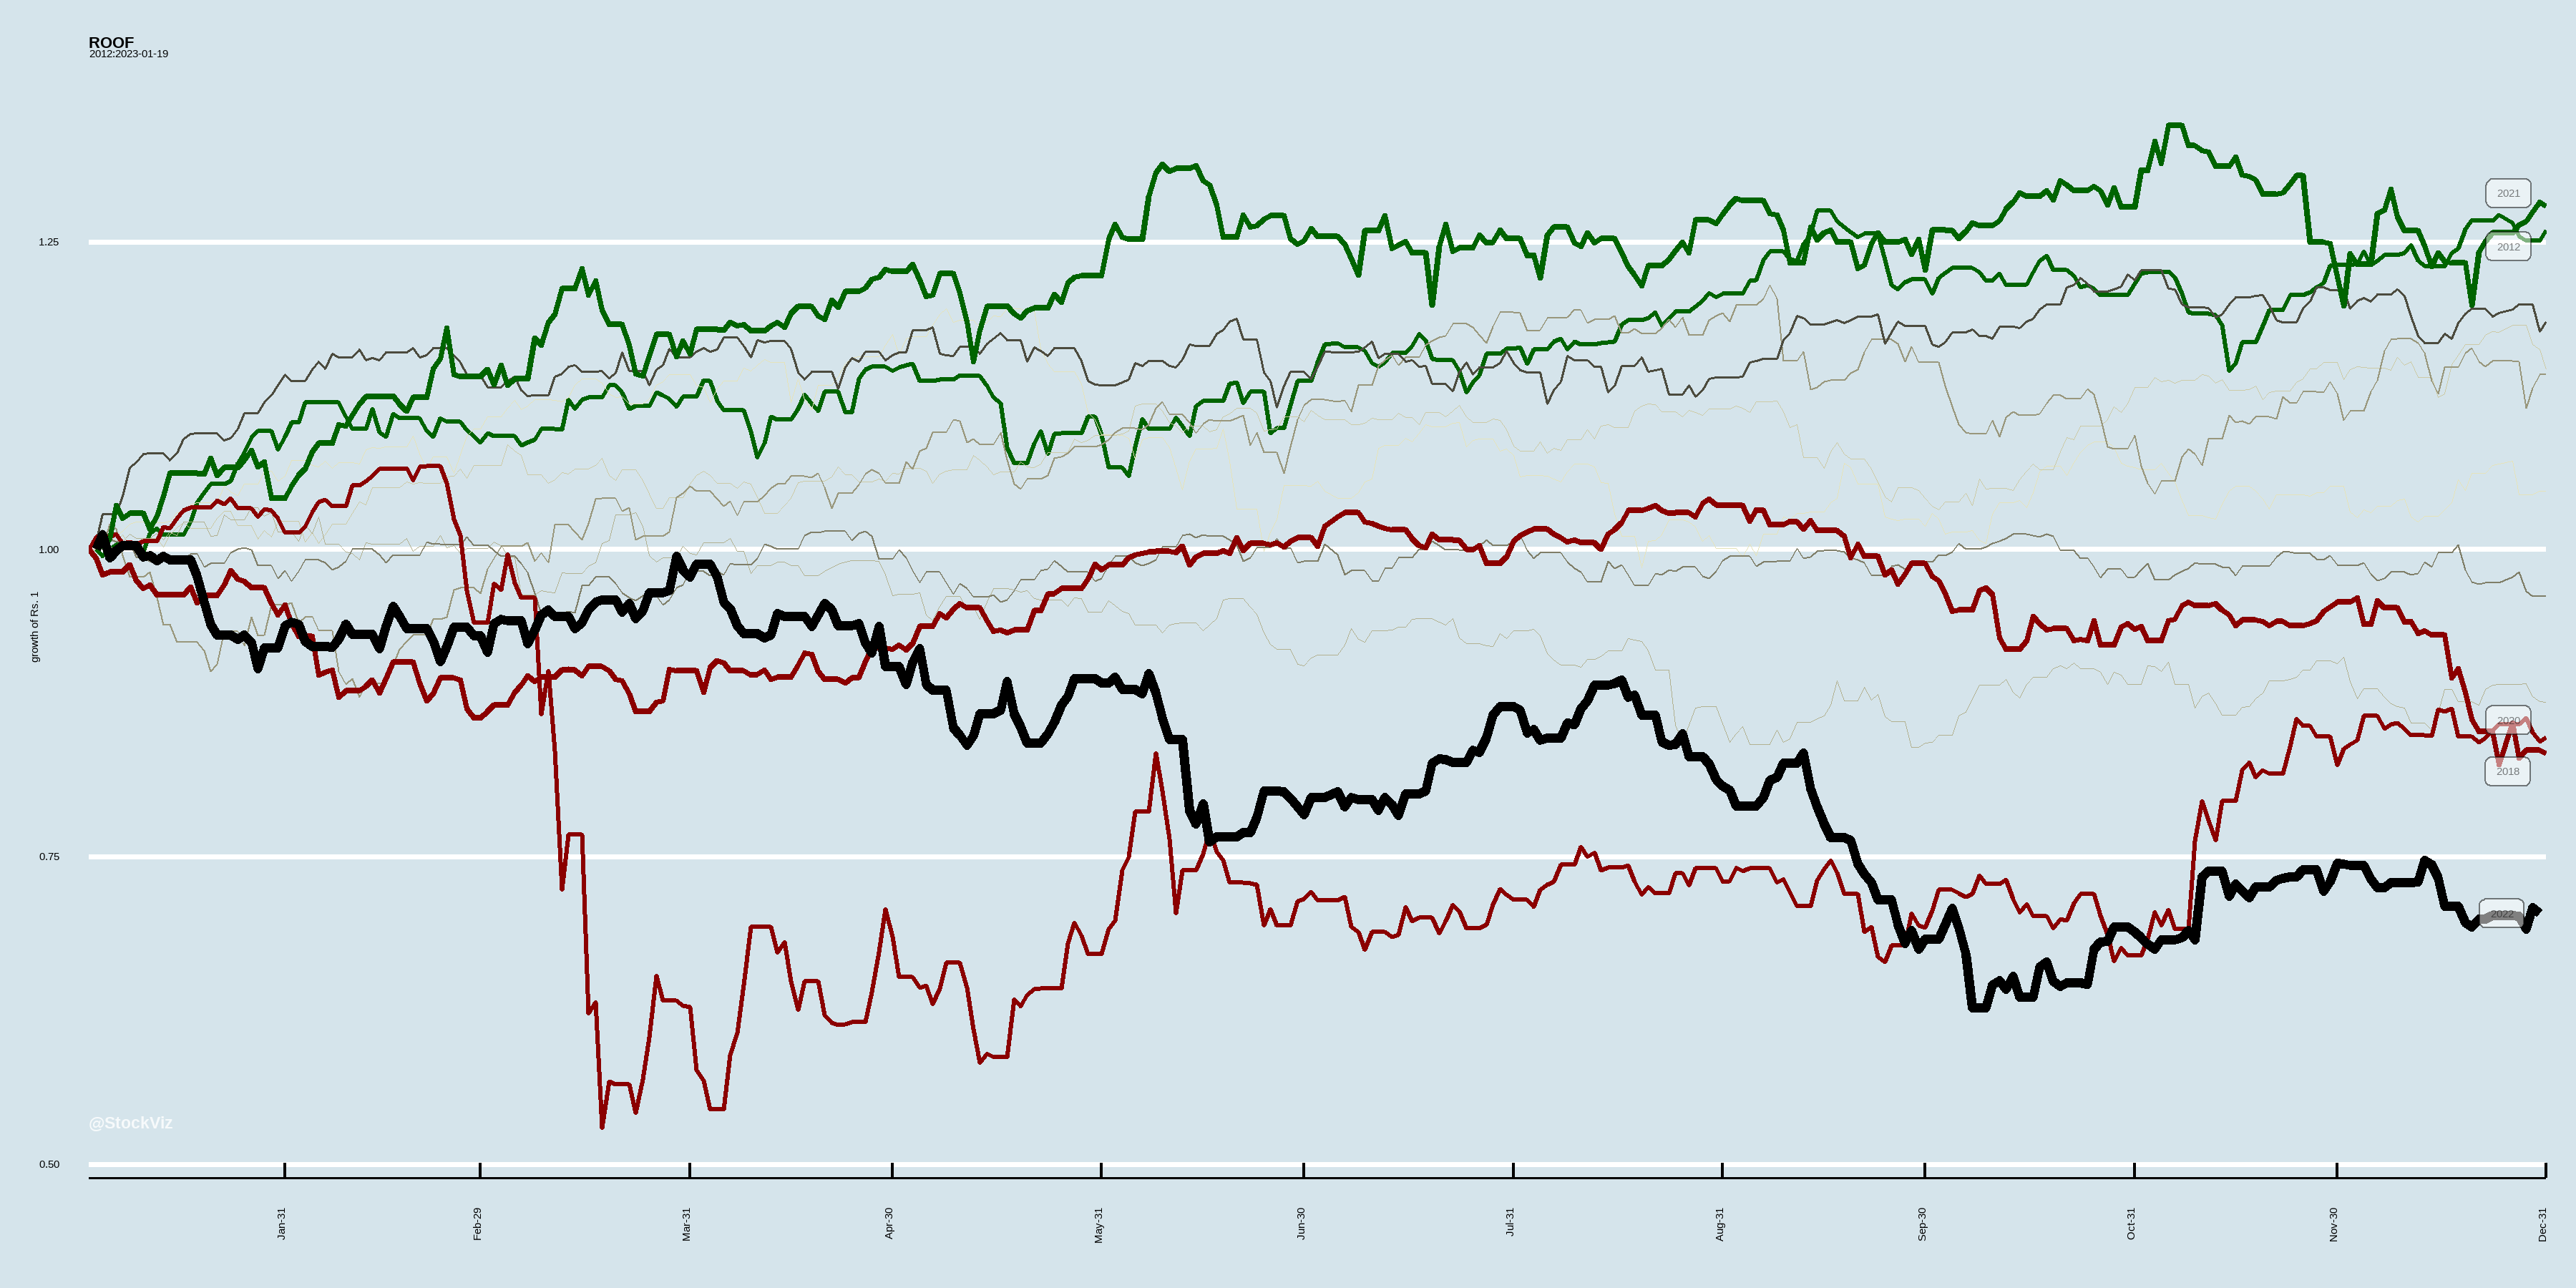 ROOF
2012:2023-01-19
2021
1.25
2012
1.00
growth of Rs. 1
2020
2018
0.75
2022
@StockViz
0.50
Jan-31
Feb-29
Mar-31
Apr-30
May-31
Jun-30
Jul-31
Aug-31
Sep-30
Oct-31
Nov-30
Dec-31